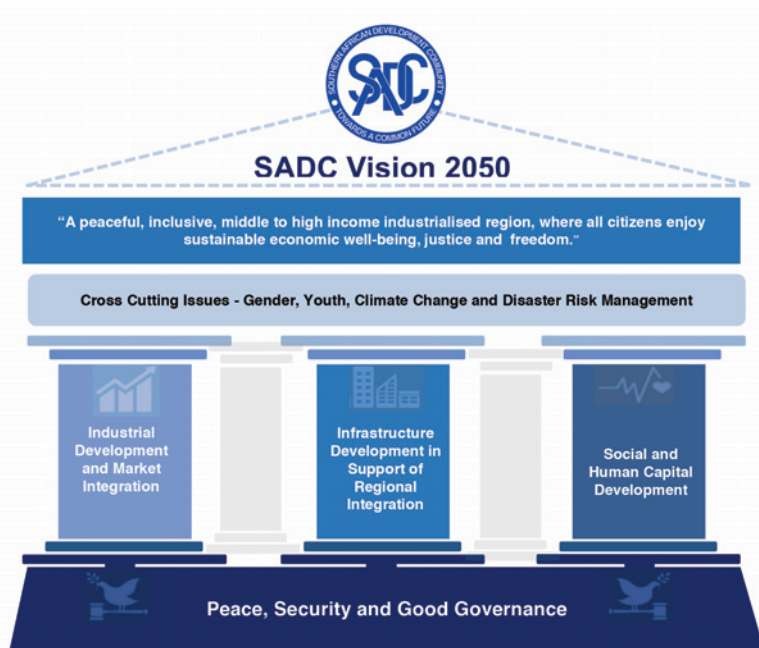 SOUTHERN AFRICAN DEVELOPMENT COMMUNITY
SADC
TOWARDS A COMMON FUTURE
SADC Vision 2050
“A peaceful, inclusive, middle to high income industrialised region, where all citizens enjoy
sustainable economic well-being, justice and freedom.”
Cross Cutting Issues - Gender, Youth, Climate Change and Disaster Risk Management
Industrial
Development
and Market
Integration
Infrastructure
Development in
Support of
Regional
Integration
Social and
Human Capital
Development
Peace, Security and Good Governance